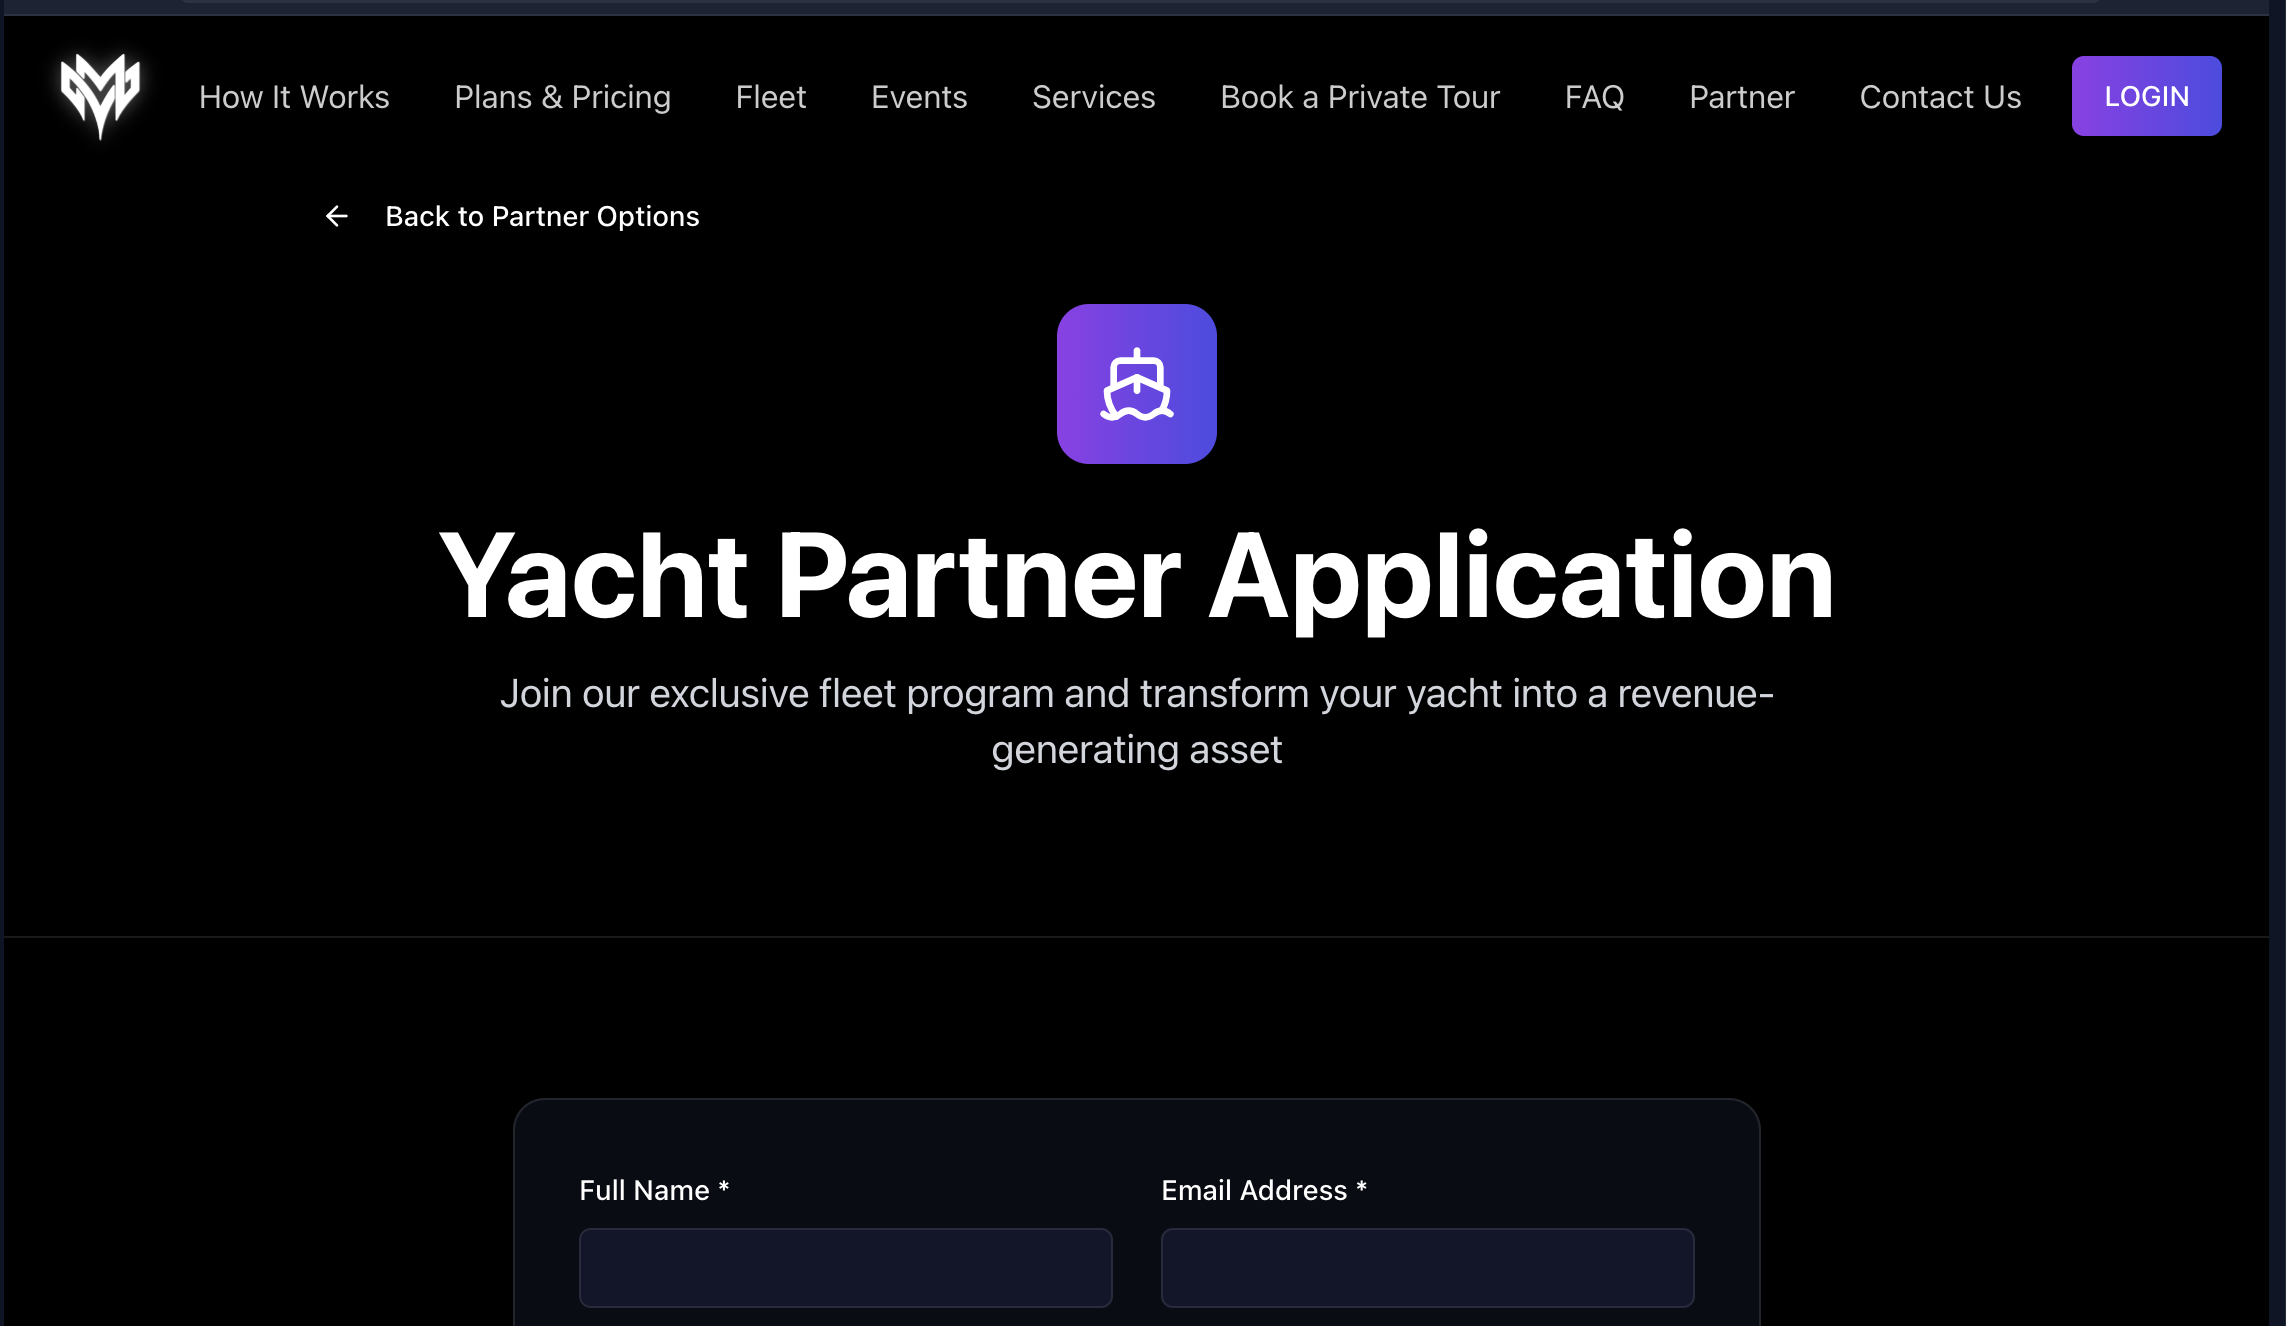 How It Works
Plans & Pricing
Fleet
Events
Services
Book a Private Tour
FAQ
Partner
Contact Us
LOGIN
Back to Partner Options
Yacht Partner Application
Join our exclusive fleet program and transform your yacht into a revenue-
generating asset
Full Name *
Email Address *